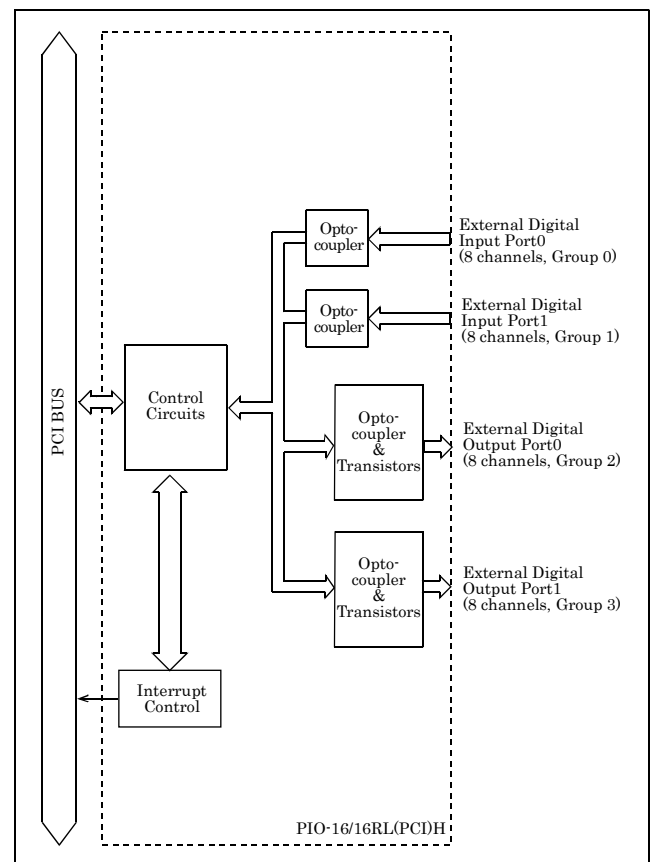 Opto-
coupler
External Digital
Input Port0
(8 channels, Group 0)
Opto-
coupler
External Digital
Input Port1
(8 channels, Group 1)
PCI BUS
Control
Circuits
Opto-
coupler
&
Transistors
External Digital
Output Port0
(8 channels, Group 2)
Opto-
coupler
&
Transistors
External Digital
Output Port1
(8 channels, Group 3)
Interrupt
Control
PIO-16/16RL(PCI)H